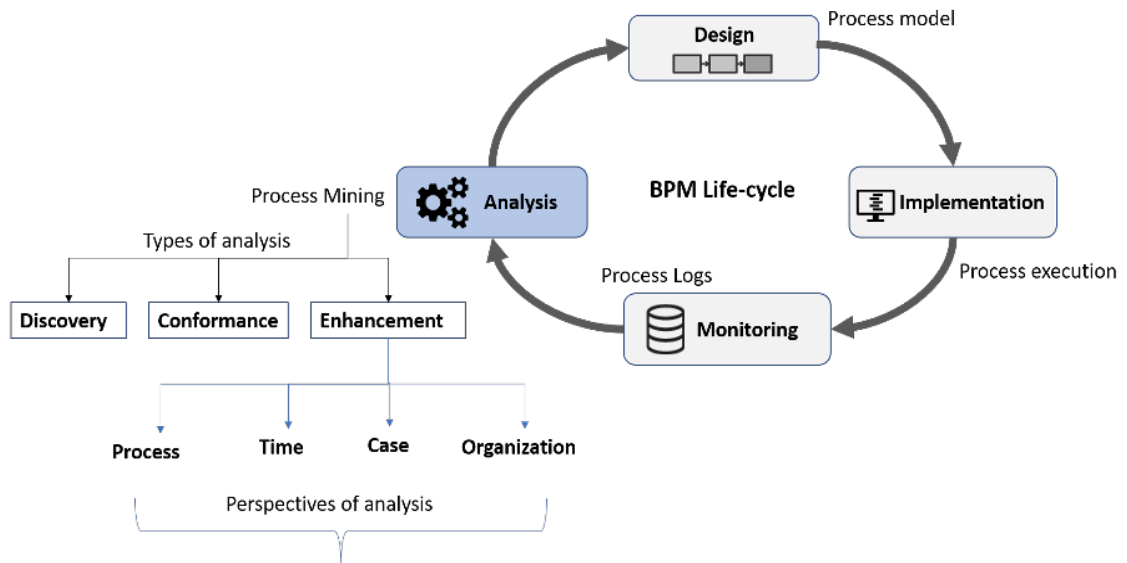 Process model
Design
Process Mining
Analysis
BPM Life-cycle
Implementation
Types of analysis
Process Logs
Process execution
Discovery
Conformance
Enhancement
Monitoring
Process
Time
Case
Organization
Perspectives of analysis